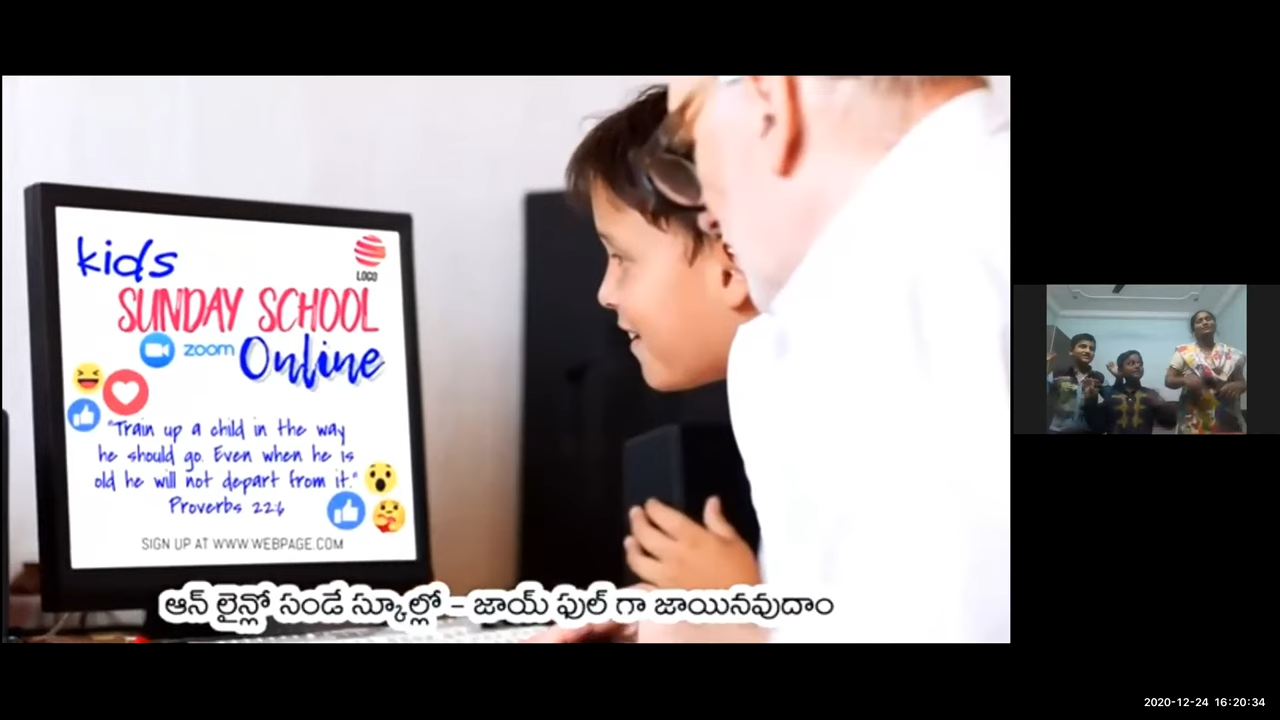 kids
LOGO
SUNDAY SCHOOL
zoom Online
"Train up a child in the way
he should go. Even when he is
old he will not depart from it."
Proverbs 22:6
SIGN UP AT WWW.WEBPAGE.COM
ఆన్ లైన్లో సండే స్కూల్లో – జాయ్ ఫుల్ గా జాయినవుదాం
2020-12-24 16:20:34